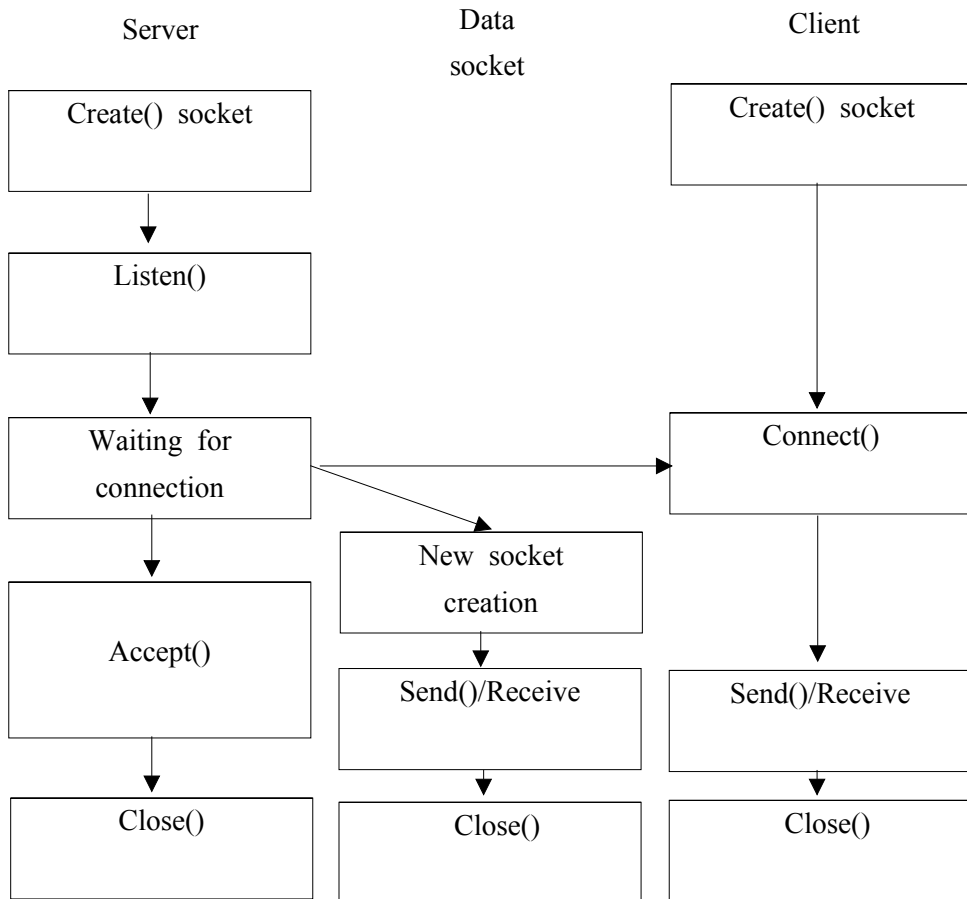 Server
Data
socket
Client
Create() socket
Create() socket
Listen()
Waiting for
connection
Connect()
New socket
creation
Accept()
Send()/Receive
Send()/Receive
Close()
Close()
Close()